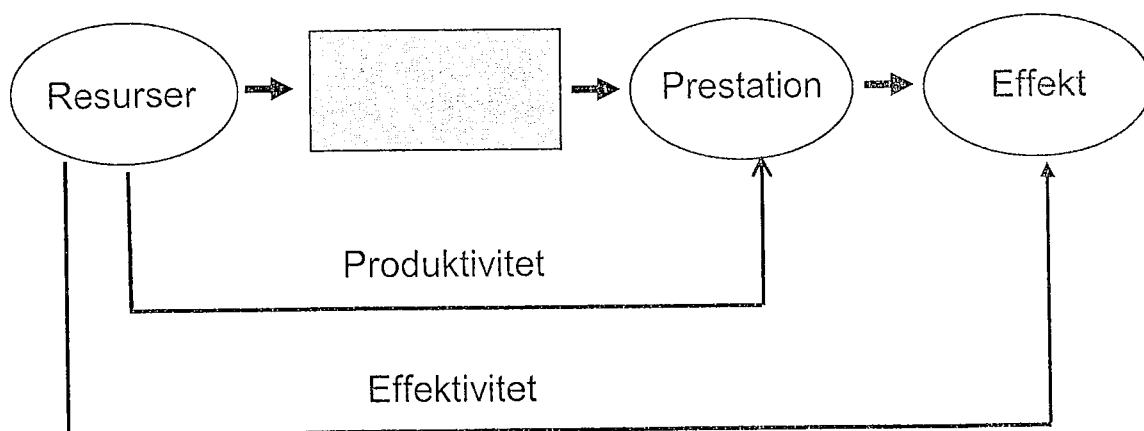 Resurser
Prestation
Effekt
Produktivitet
Effektivitet